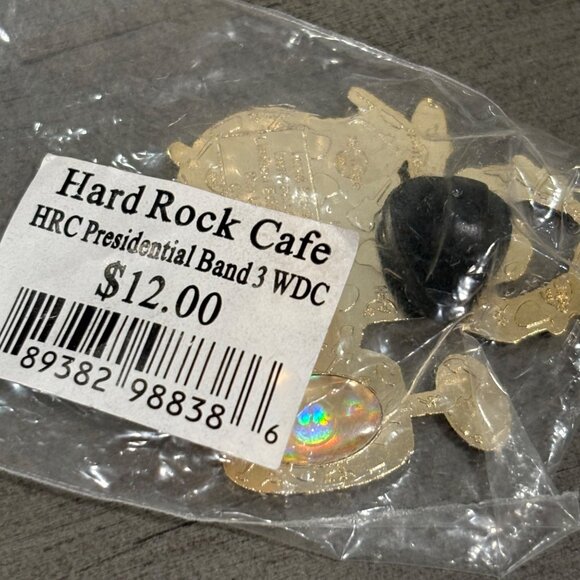 Hard Rock Cafe
HRC Presidential Band 3 WDC
$12.00
89382 98838 6